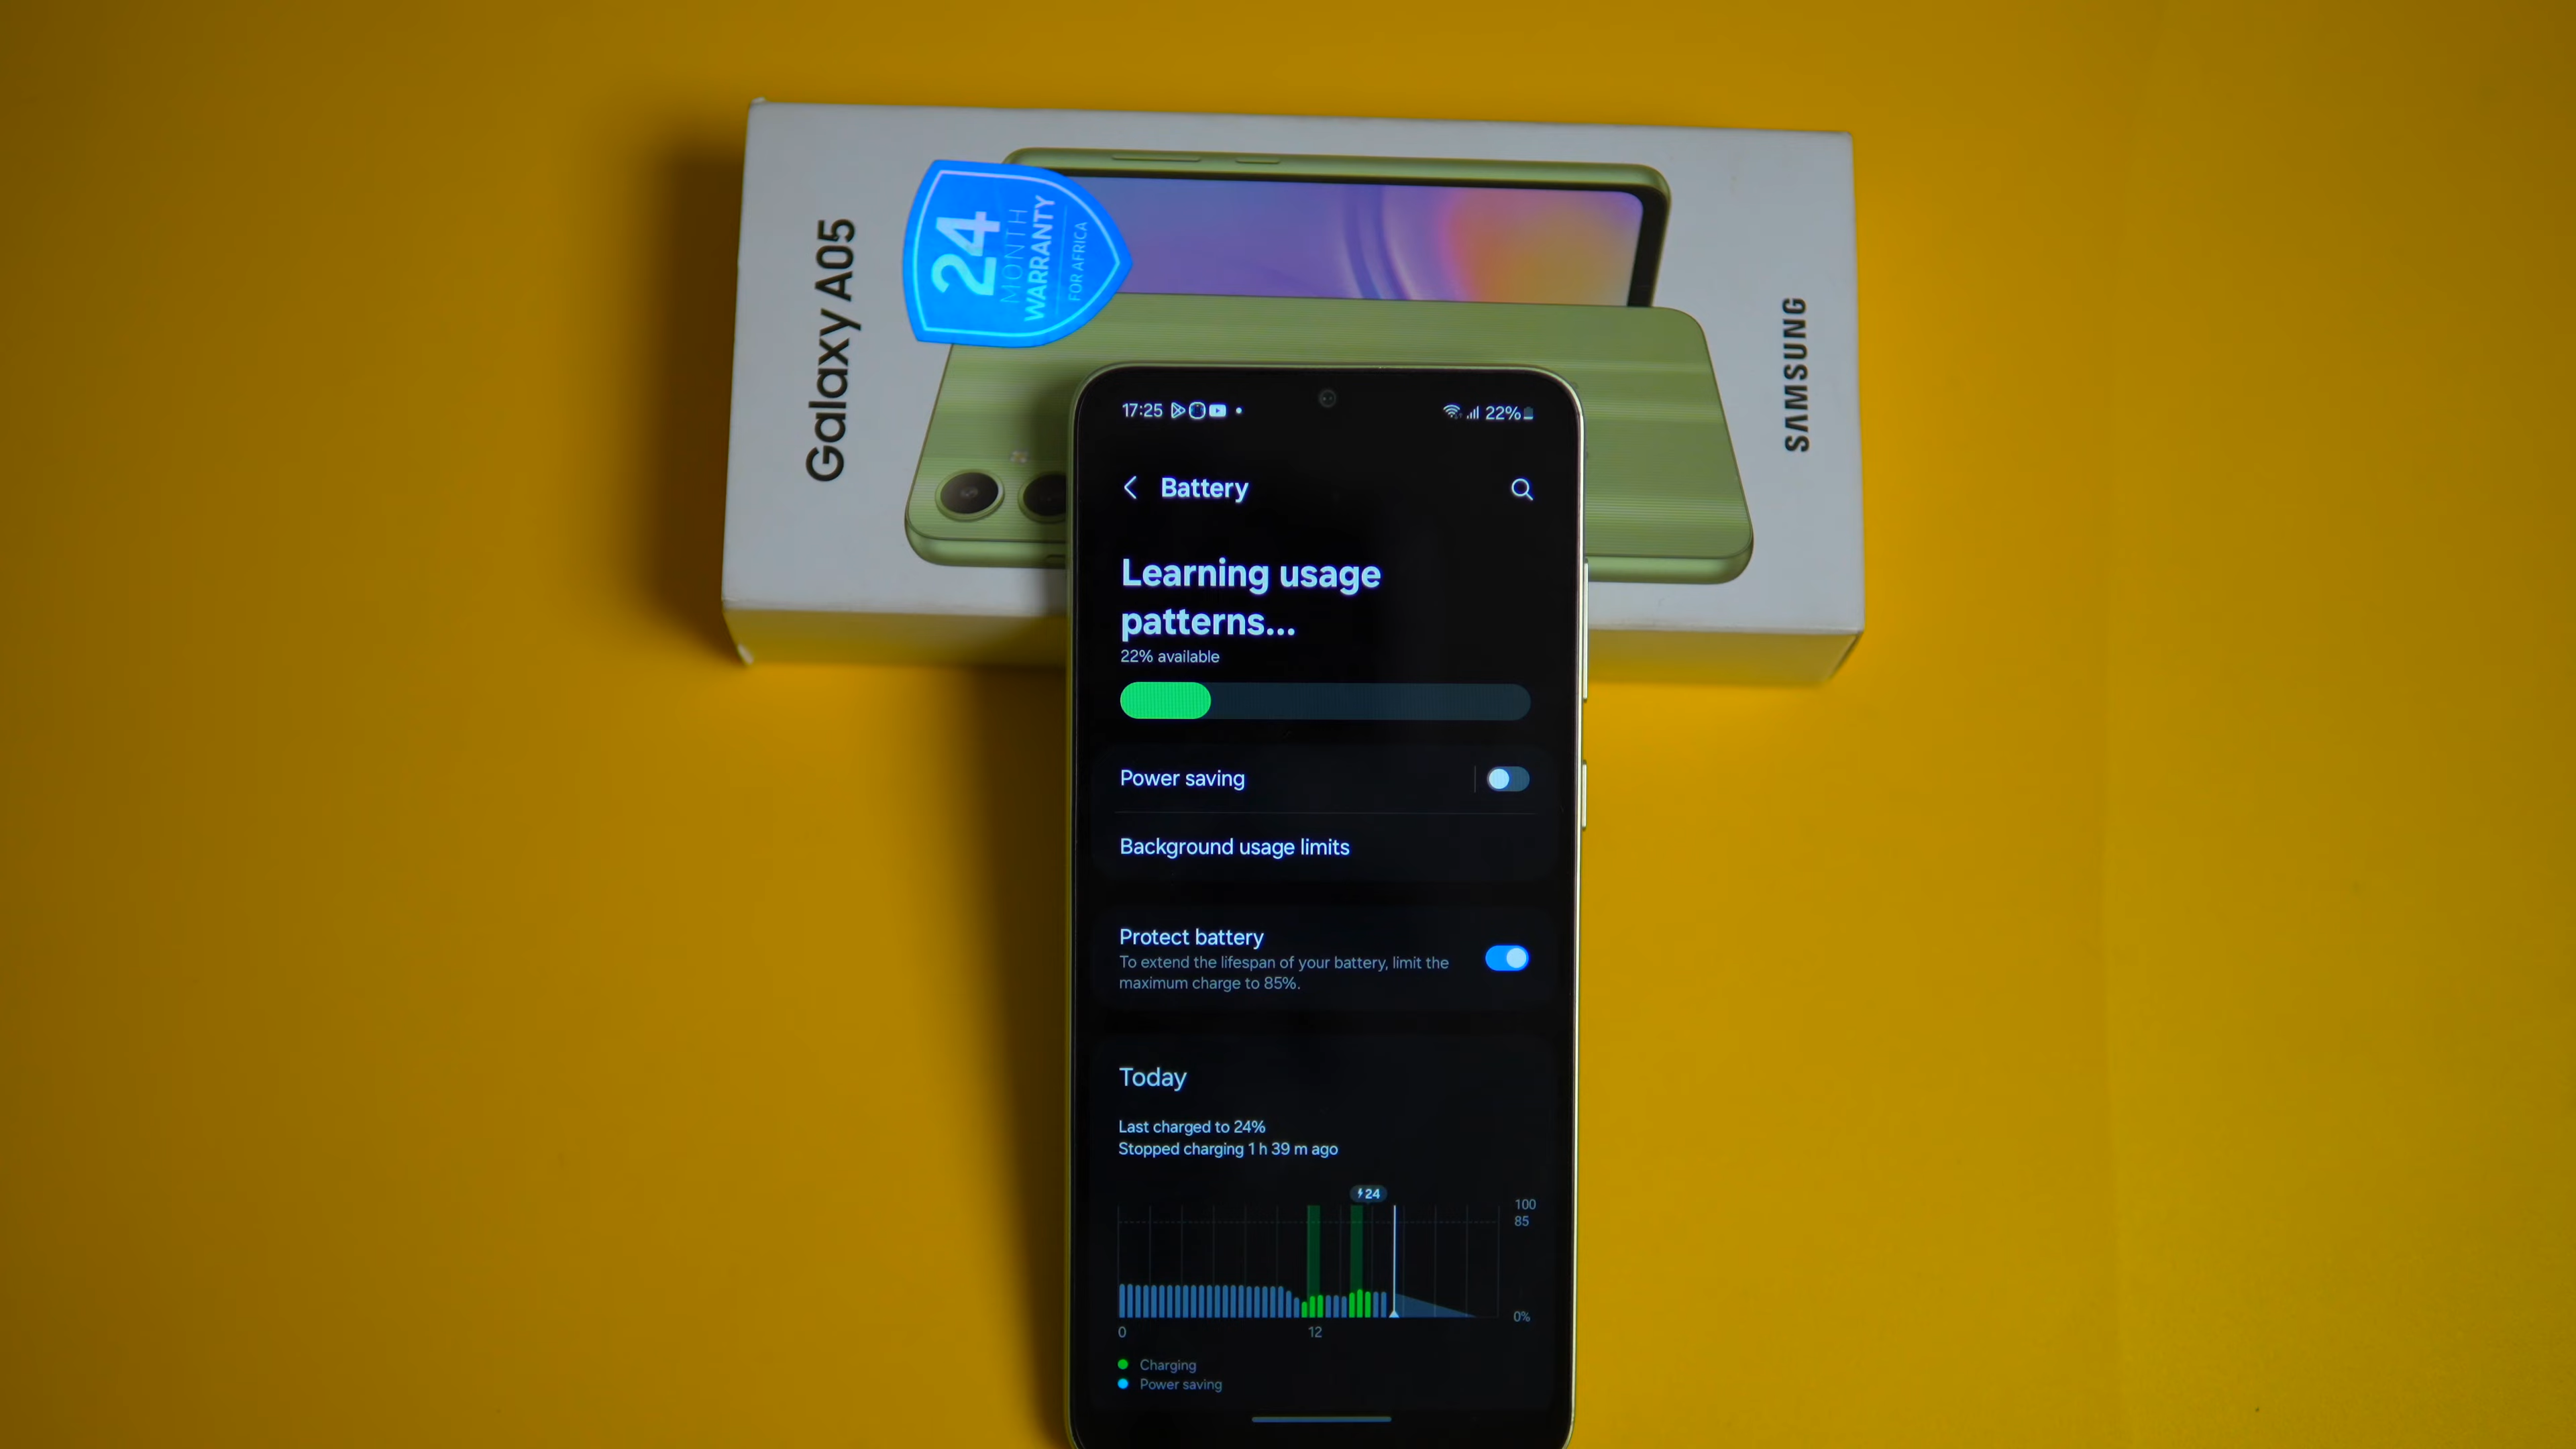 Galaxy A05
24
MONTH
WARRANTY
FOR AFRICA
SAMSUNG
17:25
22%
Battery
Learning usage
patterns...
22% available
Power saving
Background usage limits
Protect battery
To extend the lifespan of your battery, limit the
maximum charge to 85%.
Today
Last charged to 24%
Stopped charging 1 h 39 m ago
24
100
85
0%
0
12
Charging
Power saving